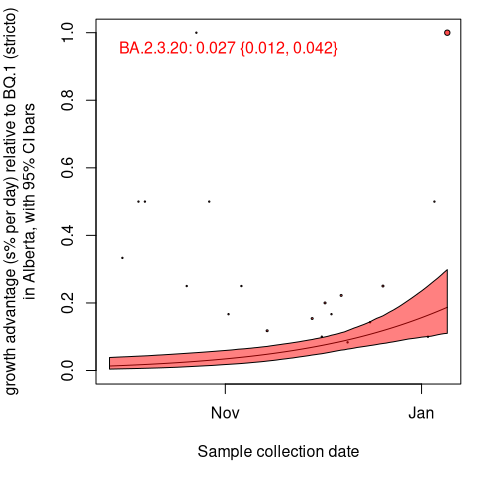 growth advantage (s% per day) relative to BQ.1 (stricto)
in Alberta, with 95% CI bars
1.0
0.8
0.6
0.4
0.2
0.0
BA.2.3.20: 0.027 {0.012, 0.042}
Nov
Jan
Sample collection date